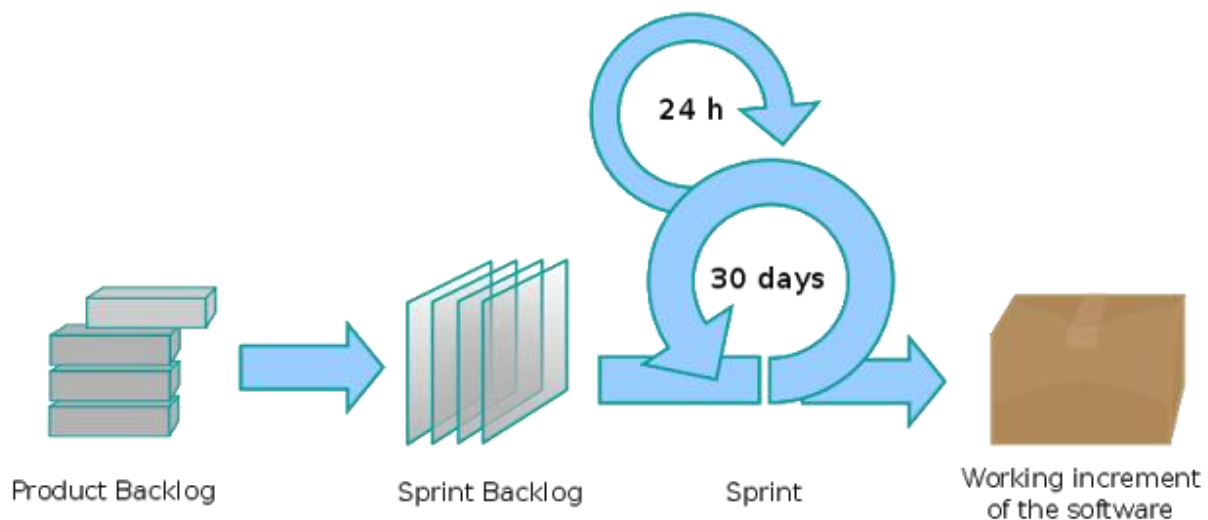 24 h
30 days
Product Backlog
Sprint Backlog
Sprint
Working increment
of the software